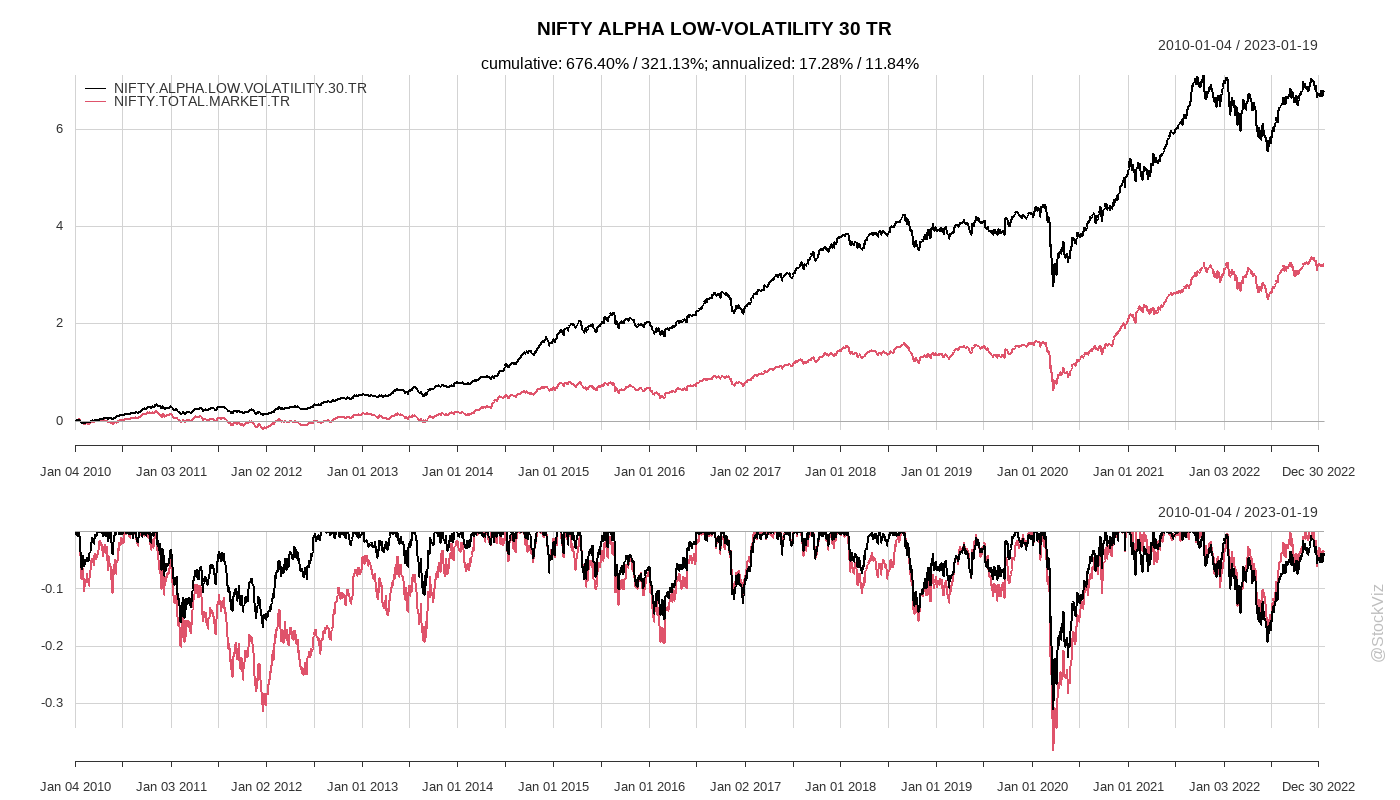 NIFTY ALPHA LOW-VOLATILITY 30 TR
2010-01-04 / 2023-01-19
cumulative: 676.40% / 321.13%; annualized: 17.28% / 11.84%
NIFTY.ALPHA.LOW.VOLATILITY.30.TR
NIFTY.TOTAL.MARKET.TR
6
4
2
0
Jan 04 2010 Jan 03 2011 Jan 02 2012 Jan 01 2013 Jan 01 2014 Jan 01 2015 Jan 01 2016 Jan 02 2017 Jan 01 2018 Jan 01 2019 Jan 01 2020 Jan 01 2021 Jan 03 2022 Dec 30 2022
2010-01-04 / 2023-01-19
-0.1
-0.2
-0.3
Jan 04 2010 Jan 03 2011 Jan 02 2012 Jan 01 2013 Jan 01 2014 Jan 01 2015 Jan 01 2016 Jan 02 2017 Jan 01 2018 Jan 01 2019 Jan 01 2020 Jan 01 2021 Jan 03 2022 Dec 30 2022
@StockViz